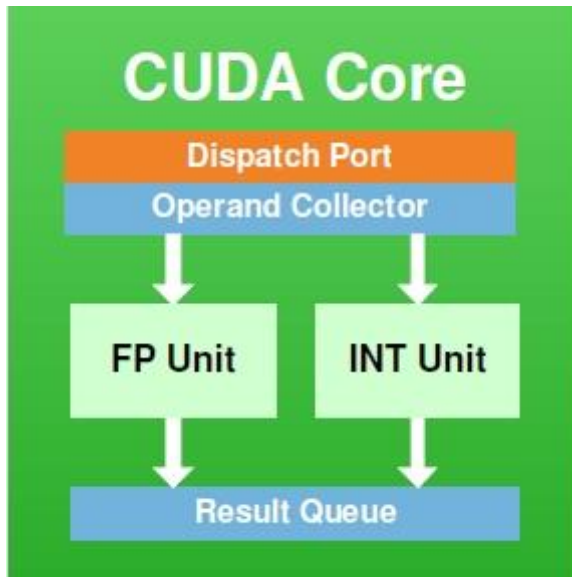 CUDA Core
Dispatch Port
Operand Collector
FP Unit
INT Unit
Result Queue